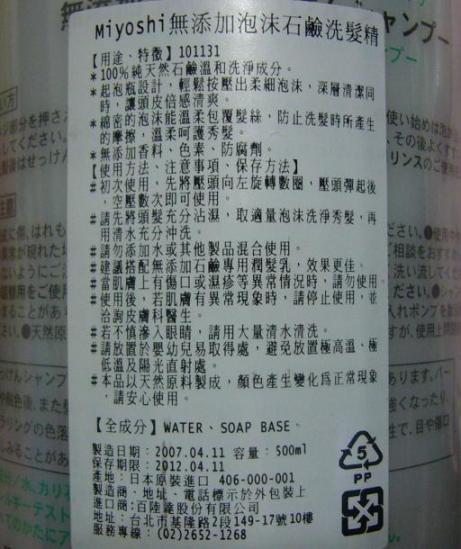 Miyoshi無添加泡沫石鹼洗髮精
【用途、特徵】101131
*100%純天然石鹼溫和洗淨成分。
*起泡瓶設計,輕鬆按壓出柔細泡沫,深層清潔同
時,讓頭皮倍感清爽。
*綿密的泡沫能溫柔包覆髮絲,防止洗髮時所產生
的摩擦,溫柔呵護秀髮。
*無添加香料、色素、防腐劑。
【使用方法、注意事項、保存方法】
#初次使用,先將壓頭向左旋轉數圈,壓頭彈起後
,空壓數次即可使用。
#請先將頭髮充分沾濕,取適量泡沫洗淨秀髮,再
用清水充分沖洗。
#請勿添加水或其他製品混合使用。
#建議搭配無添加石鹼專用潤髮乳,效果更佳。
#當肌膚上有傷口或濕疹等異常情況時,請勿使用
#使用後,若肌膚有異常現象時,請停止使用,並
洽詢皮膚科醫生。
#若不慎滲入眼睛,請用大量清水清洗。
#請放置於嬰幼兒易取得處,避免放置極高溫、極
低溫及陽光直射處。
#本品以天然原料製成,顏色產生變化為正常現象
,請安心使用。
【全成分】WATER、SOAP BASE。
製造日期:2007.04.11 容量:500ml
保存期限:2012.04.11
產地:日本原裝進口 406-000-001
製造商、地址、電話標示於外包裝上
進口商:百陸達股份有限公司
地址:台北市基隆路2段149-17號10樓
服務專線:(02)2652-1268
5
PP